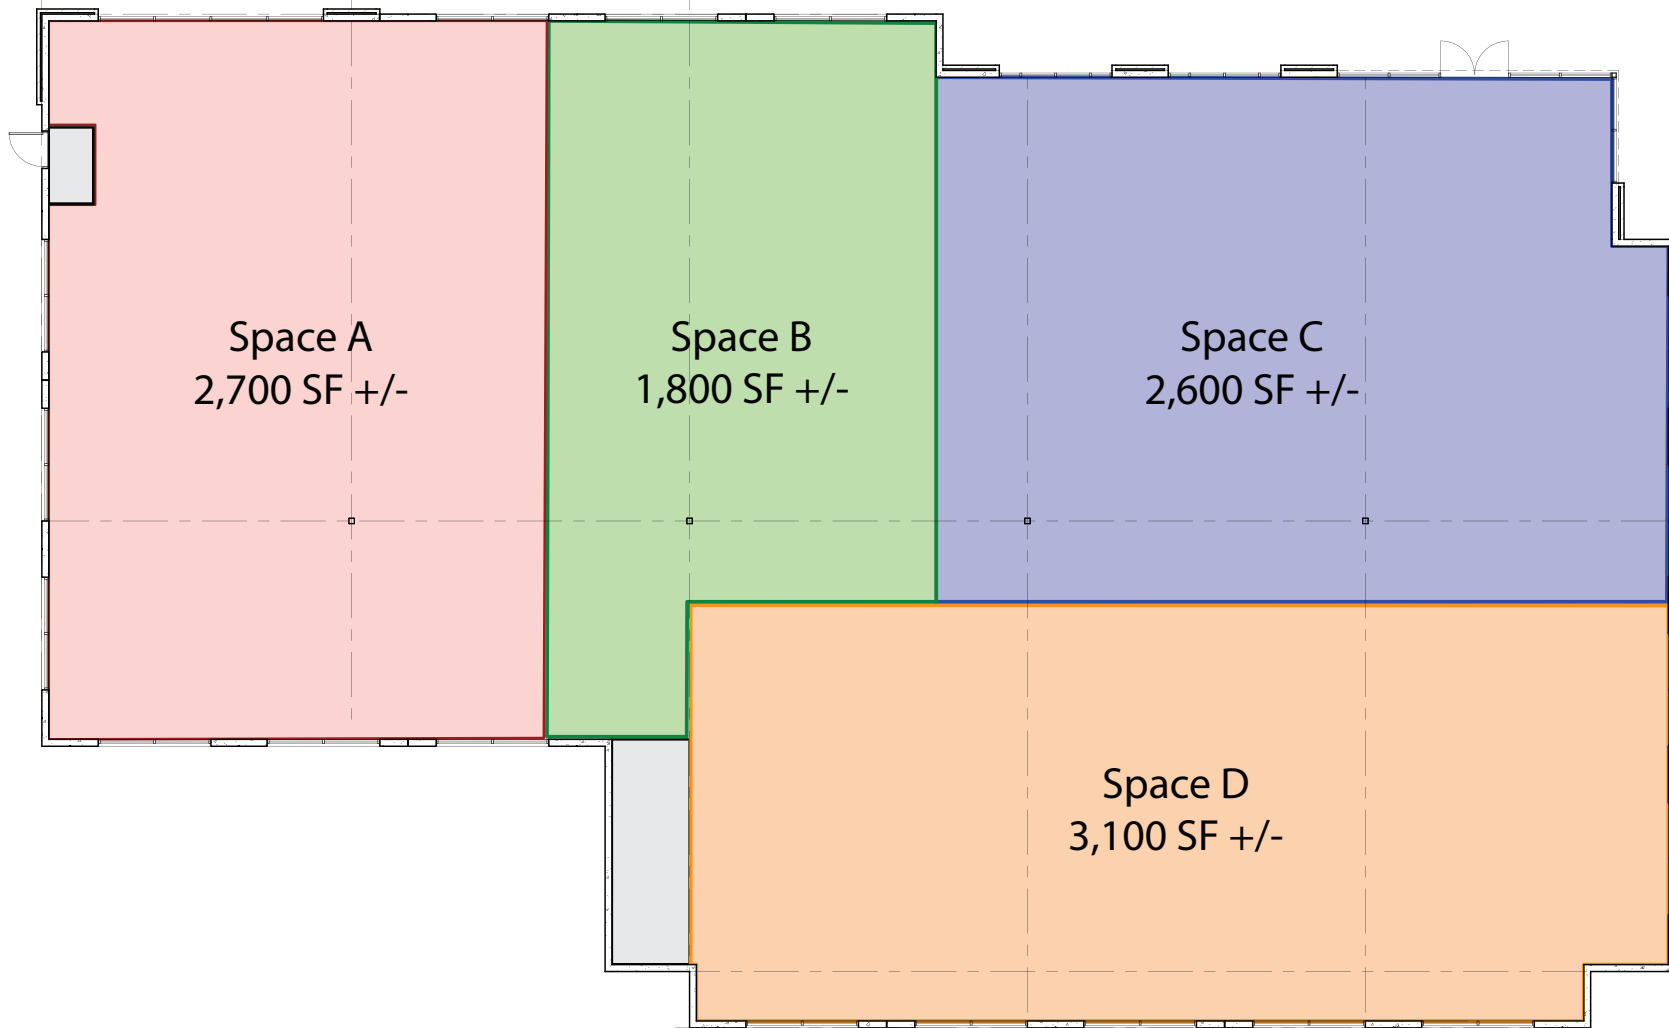 Space A
2,700 SF +/-
Space B
1,800 SF +/-
Space C
2,600 SF +/-
Space D
3,100 SF +/-